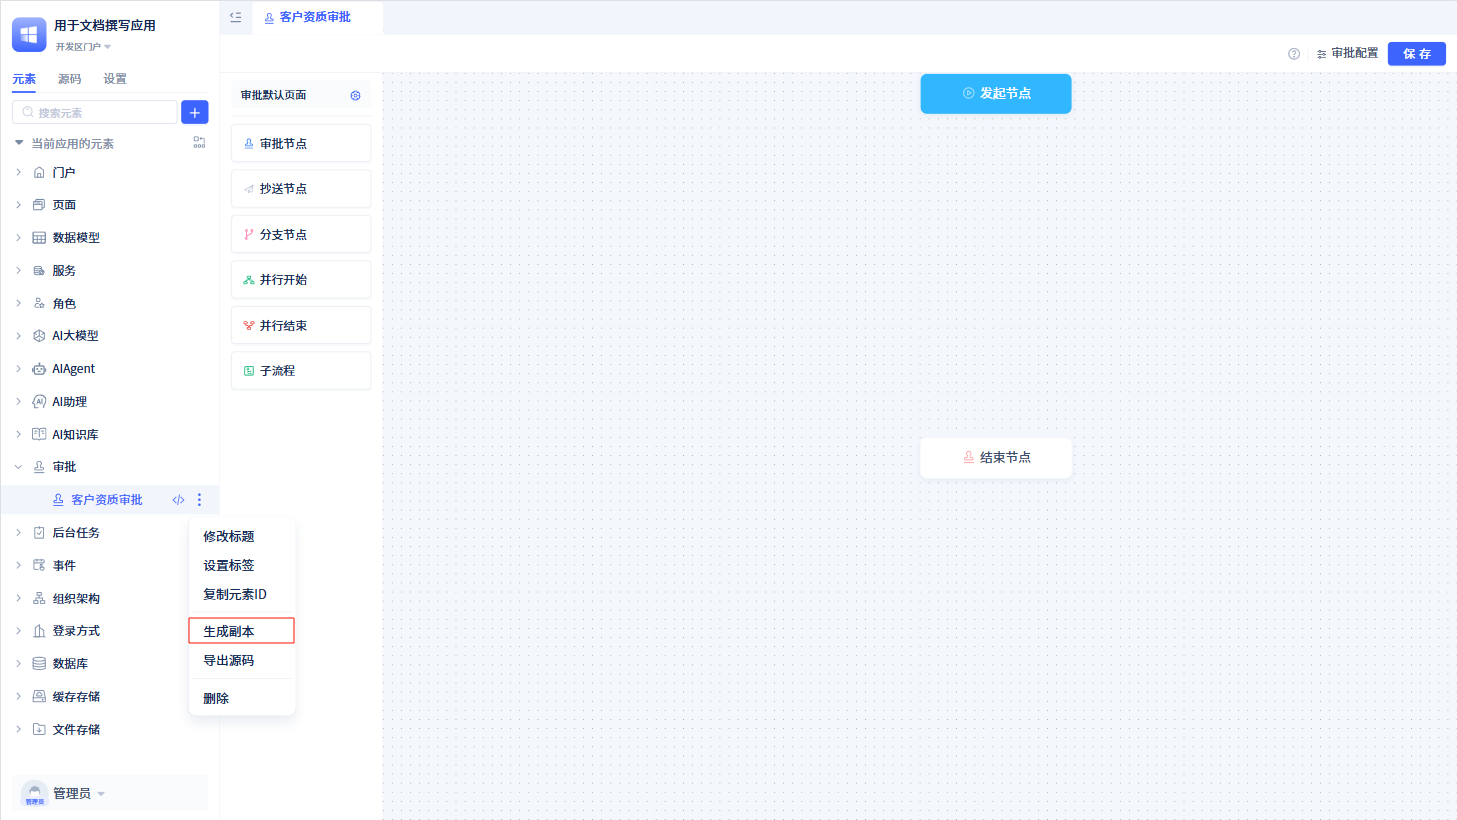 用于文档撰写应用
开发区门户
元素 源码 设置
搜索元素
当前应用的元素
门户
页面
数据模型
服务
角色
AI大模型
AIAgent
AI助理
AI知识库
审批
客户资质审批
后台任务
事件
组织架构
登录方式
数据库
缓存存储
文件存储
管理员
管理员
修改标题
设置标签
复制元素ID
生成副本
导出源码
删除
客户资质审批
审批配置 保存
审批默认页面
审批节点
抄送节点
分支节点
并行开始
并行结束
子流程
发起节点
结束节点